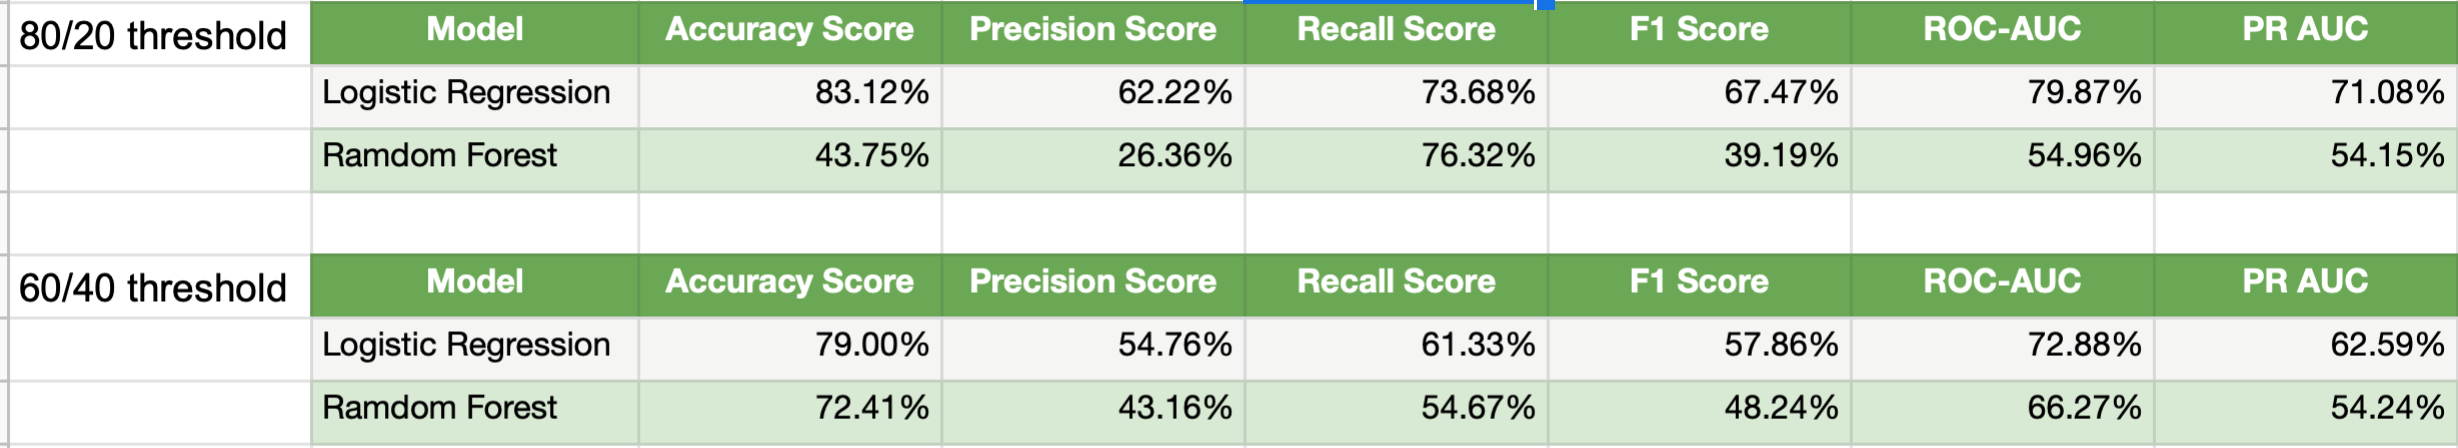 80/20 threshold Model Accuracy Score Precision Score Recall Score F1 Score ROC-AUC PR AUC
Logistic Regression 83.12% 62.22% 73.68% 67.47% 79.87% 71.08%
Ramdom Forest 43.75% 26.36% 76.32% 39.19% 54.96% 54.15%
60/40 threshold Model Accuracy Score Precision Score Recall Score F1 Score ROC-AUC PR AUC
Logistic Regression 79.00% 54.76% 61.33% 57.86% 72.88% 62.59%
Ramdom Forest 72.41% 43.16% 54.67% 48.24% 66.27% 54.24%